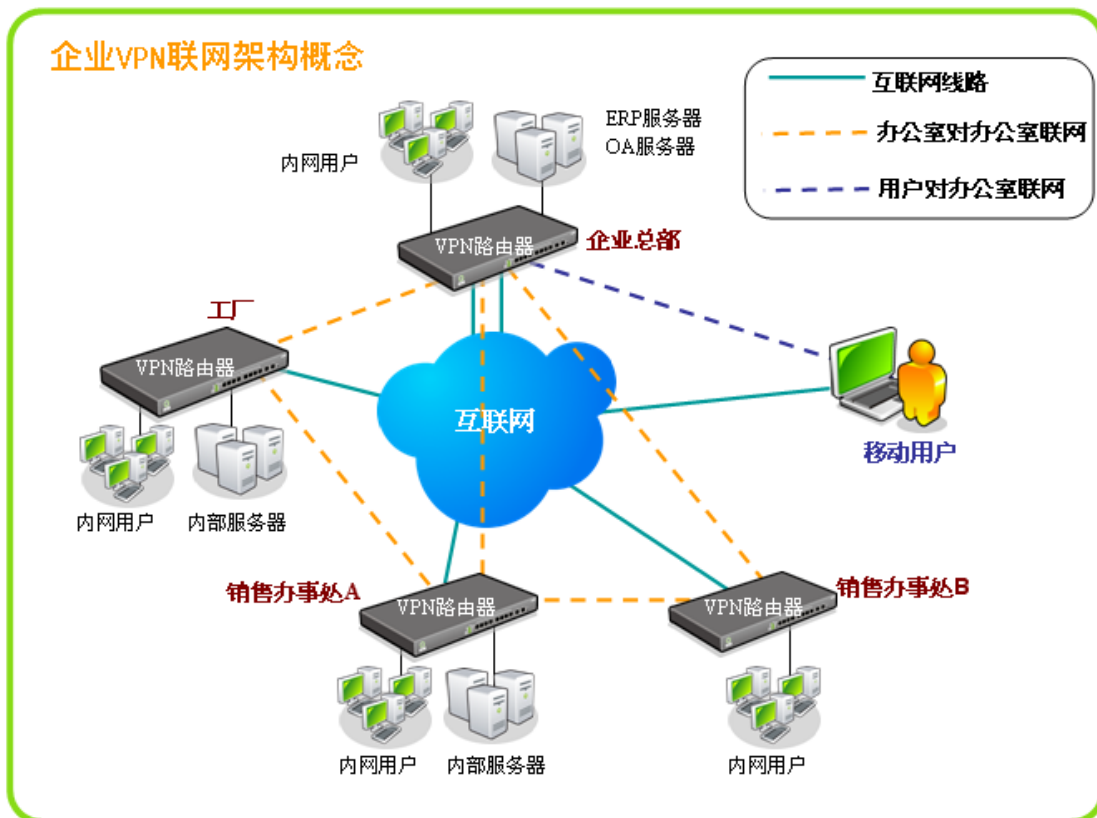 企业VPN联网架构概念
互联网线路
办公室对办公室联网
用户对办公室联网
ERP服务器
OA服务器
内网用户
VPN路由器
企业总部
工厂
VPN路由器
互联网
移动用户
内网用户
内部服务器
销售办事处A
VPN路由器
VPN路由器
销售办事处B
内网用户
内部服务器
内网用户